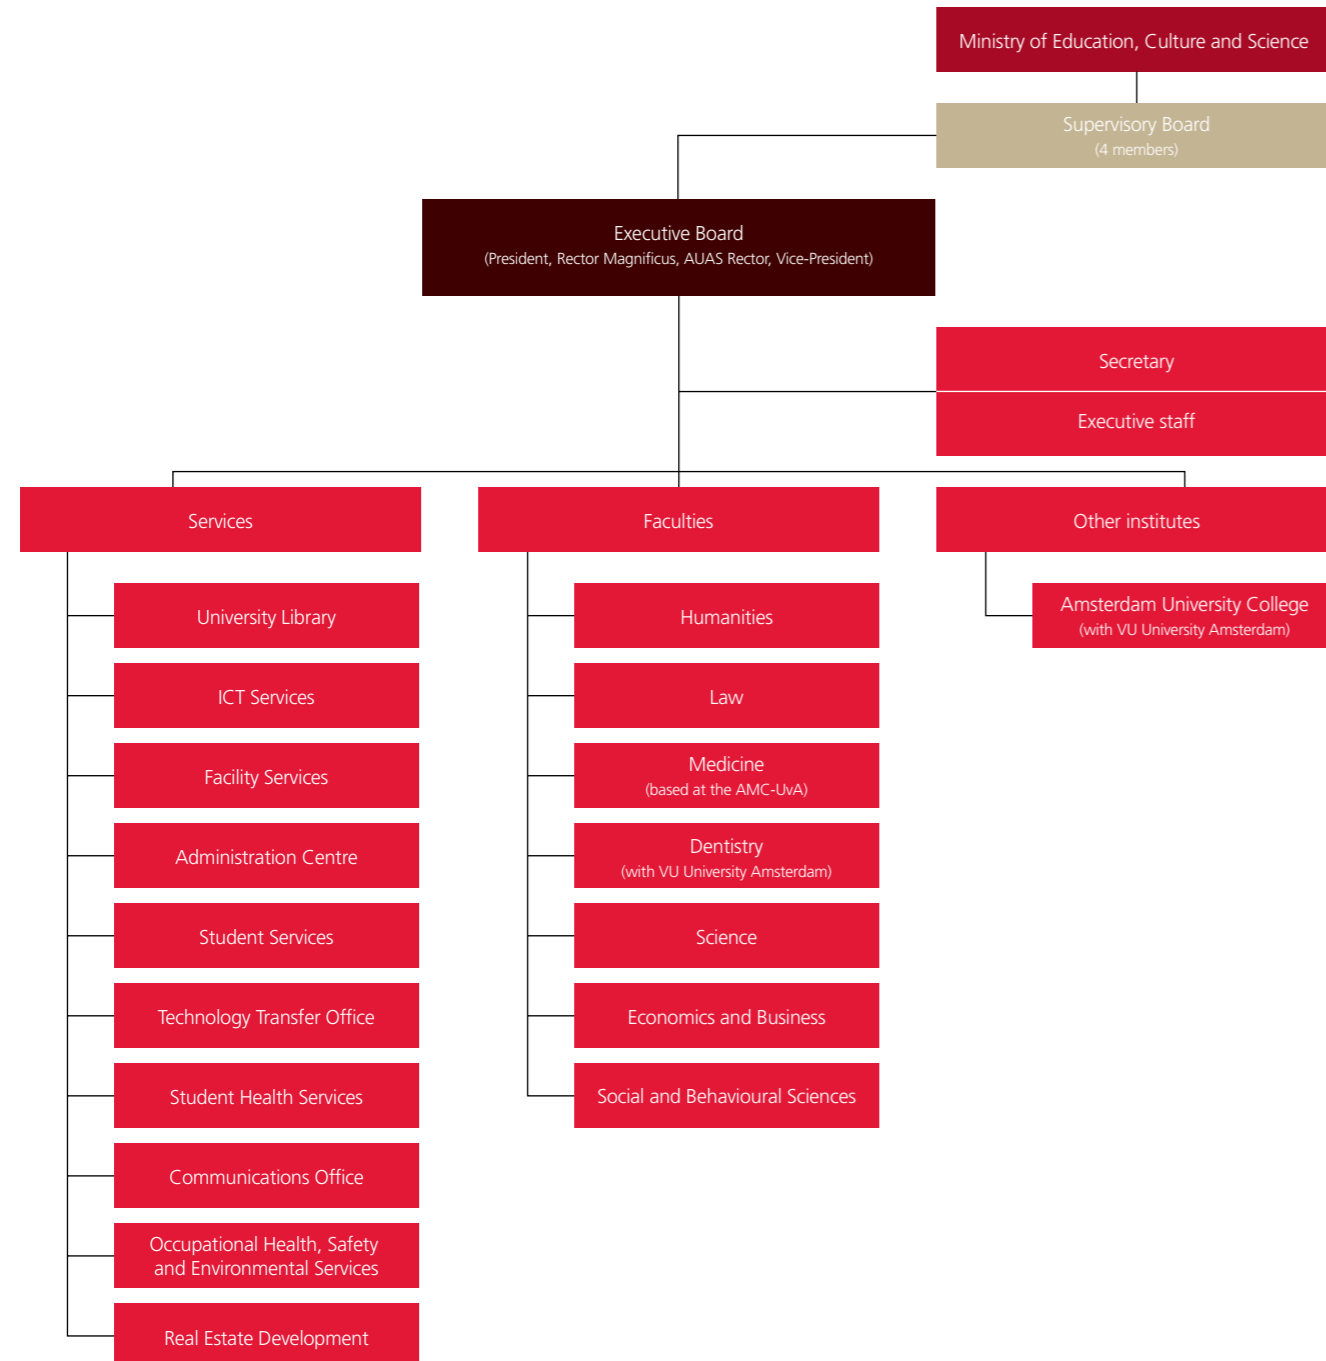 Ministry of Education, Culture and Science
Supervisory Board
(4 members)
Executive Board
(President, Rector Magnificus, AUAS Rector, Vice-President)
Secretary
Executive staff
Services
University Library
ICT Services
Facility Services
Administration Centre
Student Services
Technology Transfer Office
Student Health Services
Communications Office
Occupational Health, Safety
and Environmental Services
Real Estate Development
Faculties
Humanities
Law
Medicine
(based at the AMC-UvA)
Dentistry
(with VU University Amsterdam)
Science
Economics and Business
Social and Behavioural Sciences
Other institutes
Amsterdam University College
(with VU University Amsterdam)